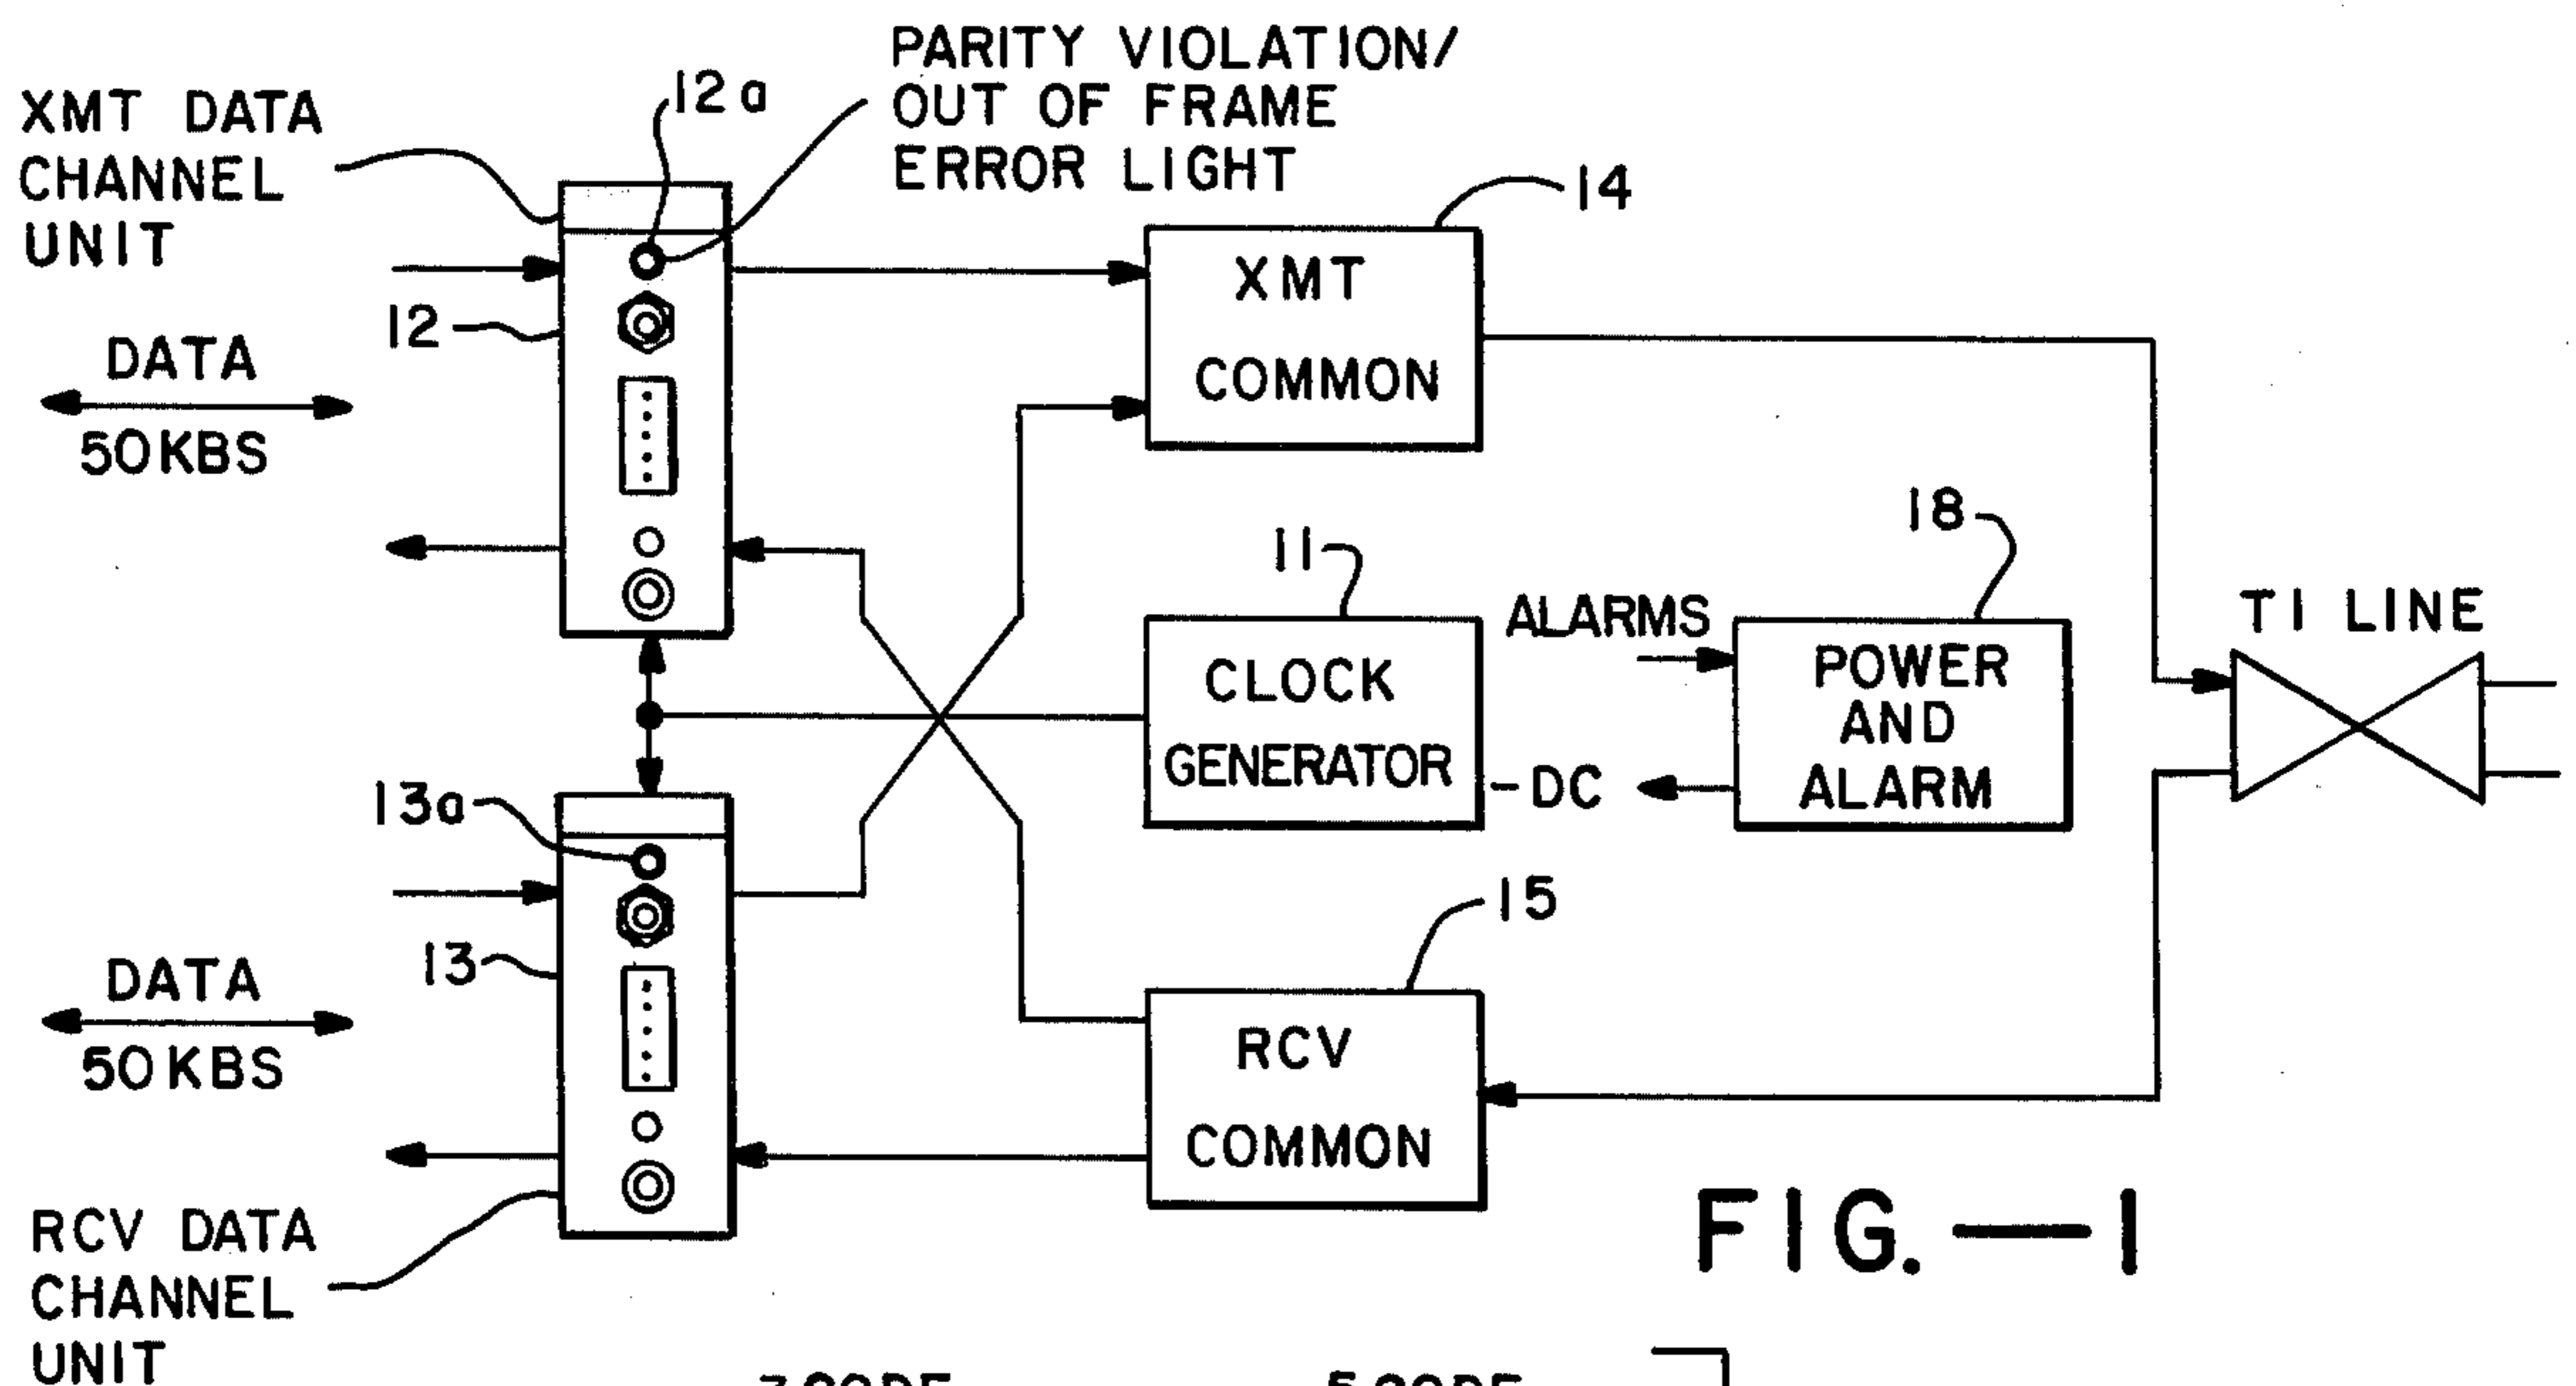 PARITY VIOLATION/
OUT OF FRAME
ERROR LIGHT
XMT DATA
CHANNEL
UNIT
12a
14
XMT
COMMON
12
DATA
50KBS
11
18
ALARMS
T1 LINE
CLOCK
GENERATOR
POWER
AND
ALARM
-DC
13a
15
13
DATA
50KBS
RCV
COMMON
RCV DATA
CHANNEL
UNIT
FIG.—1